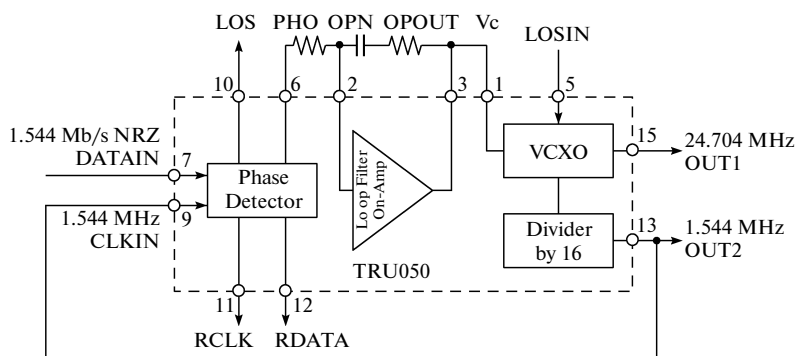 LOS PHO OPN OPOUT Vc LOSIN
10 6 2 3 1 5
1.544 Mb/s NRZ
DATAIN
7
1.544 MHz
CLKIN
9
Phase
Detector
Loop Filter
On-Amp
VCXO
15
24.704 MHz
OUT1
Divider
by 16
13
1.544 MHz
OUT2
TRU050
11 12
RCLK RDATA